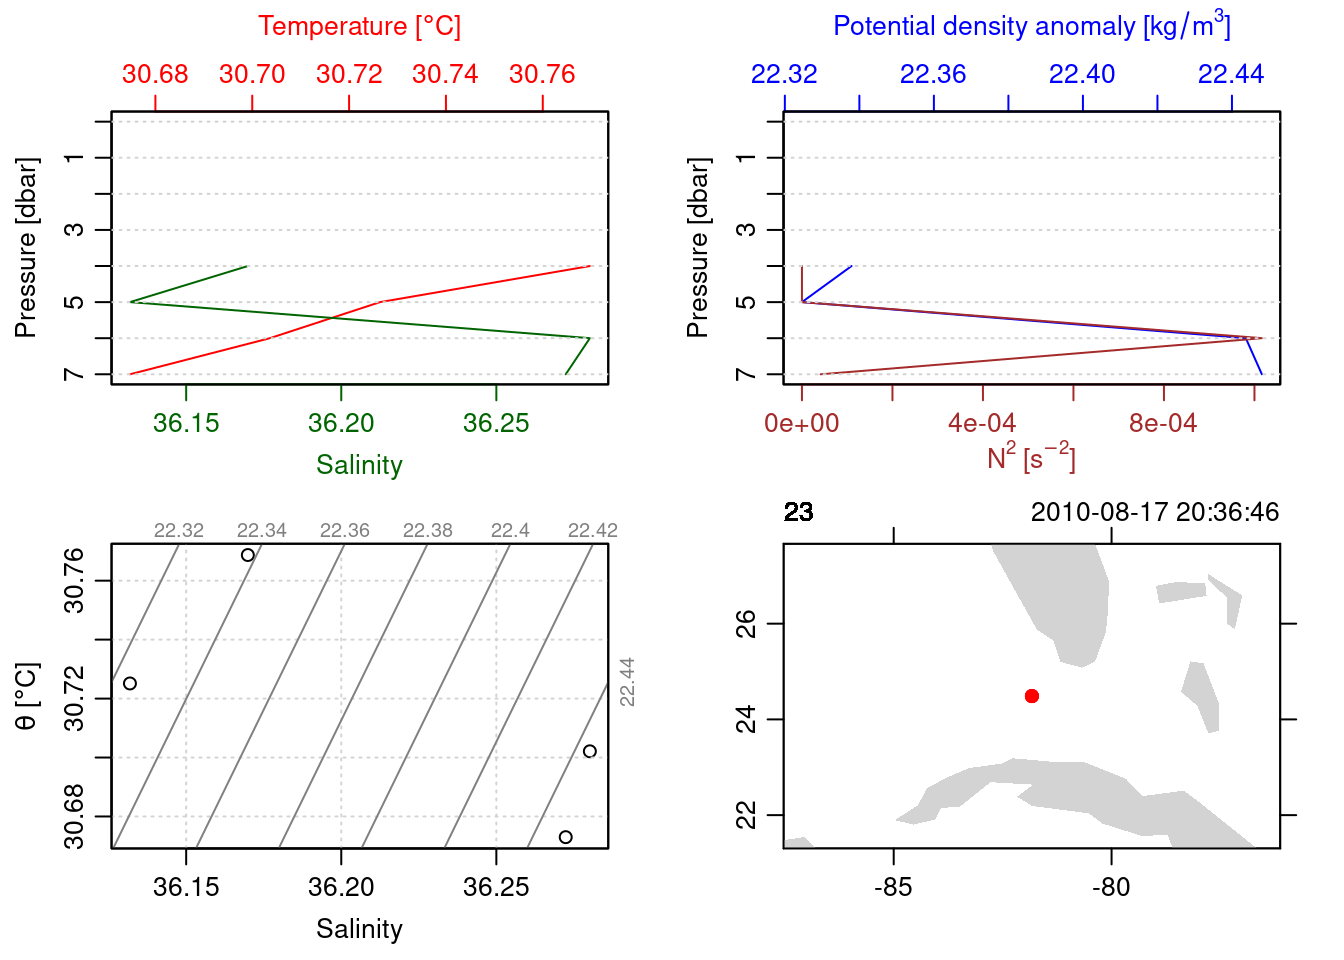 Temperature [°C]
30.68 30.70 30.72 30.74 30.76
Pressure [dbar]
1
3
5
7
36.15 36.20 36.25
Salinity
Potential density anomaly [kg/m³]
22.32 22.36 22.40 22.44
Pressure [dbar]
1
3
5
7
0e+00 4e-04 8e-04
N² [s⁻²]
22.32 22.34 22.36 22.38 22.4 22.42
22.44
θ [°C]
30.76
30.72
30.68
36.15 36.20 36.25
Salinity
23 2010-08-17 20:36:46
26
24
22
-85 -80